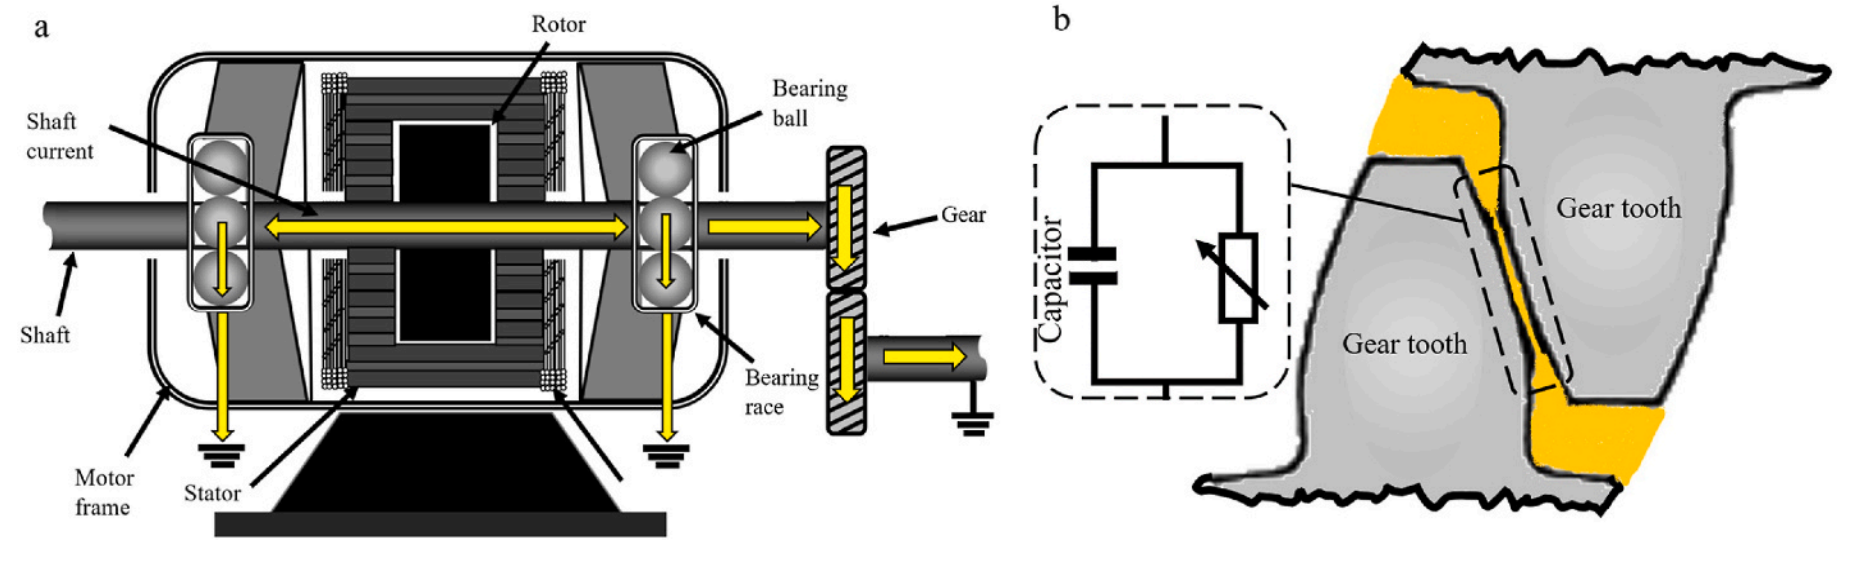 a
Rotor
Bearing
ball
Shaft
current
Gear
Shaft
Bearing
race
Motor
frame
Stator
b
Capacitor
Gear tooth
Gear tooth